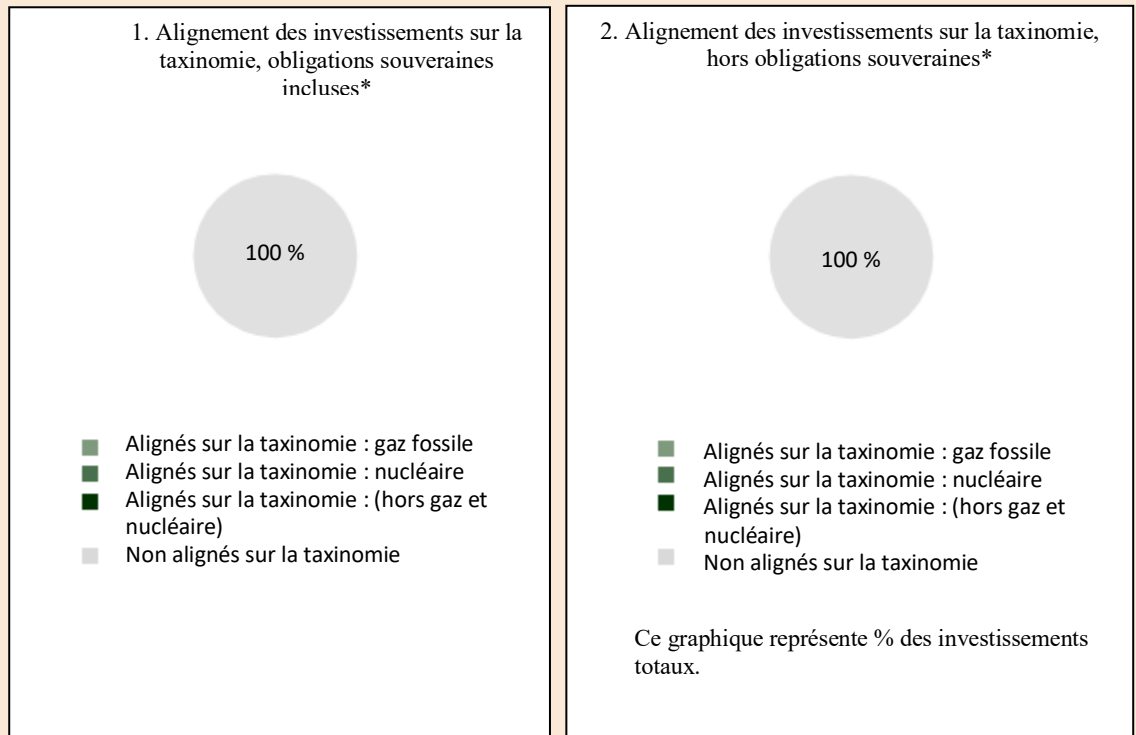 1. Alignement des investissements sur la
taxinomie, obligations souveraines
incluses*
100 %
Alignés sur la taxinomie : gaz fossile
Alignés sur la taxinomie : nucléaire
Alignés sur la taxinomie : (hors gaz et
nucléaire)
Non alignés sur la taxinomie
2. Alignement des investissements sur la taxinomie,
hors obligations souveraines*
100 %
Alignés sur la taxinomie : gaz fossile
Alignés sur la taxinomie : nucléaire
Alignés sur la taxinomie : (hors gaz et
nucléaire)
Non alignés sur la taxinomie
Ce graphique représente % des investissements
totaux.